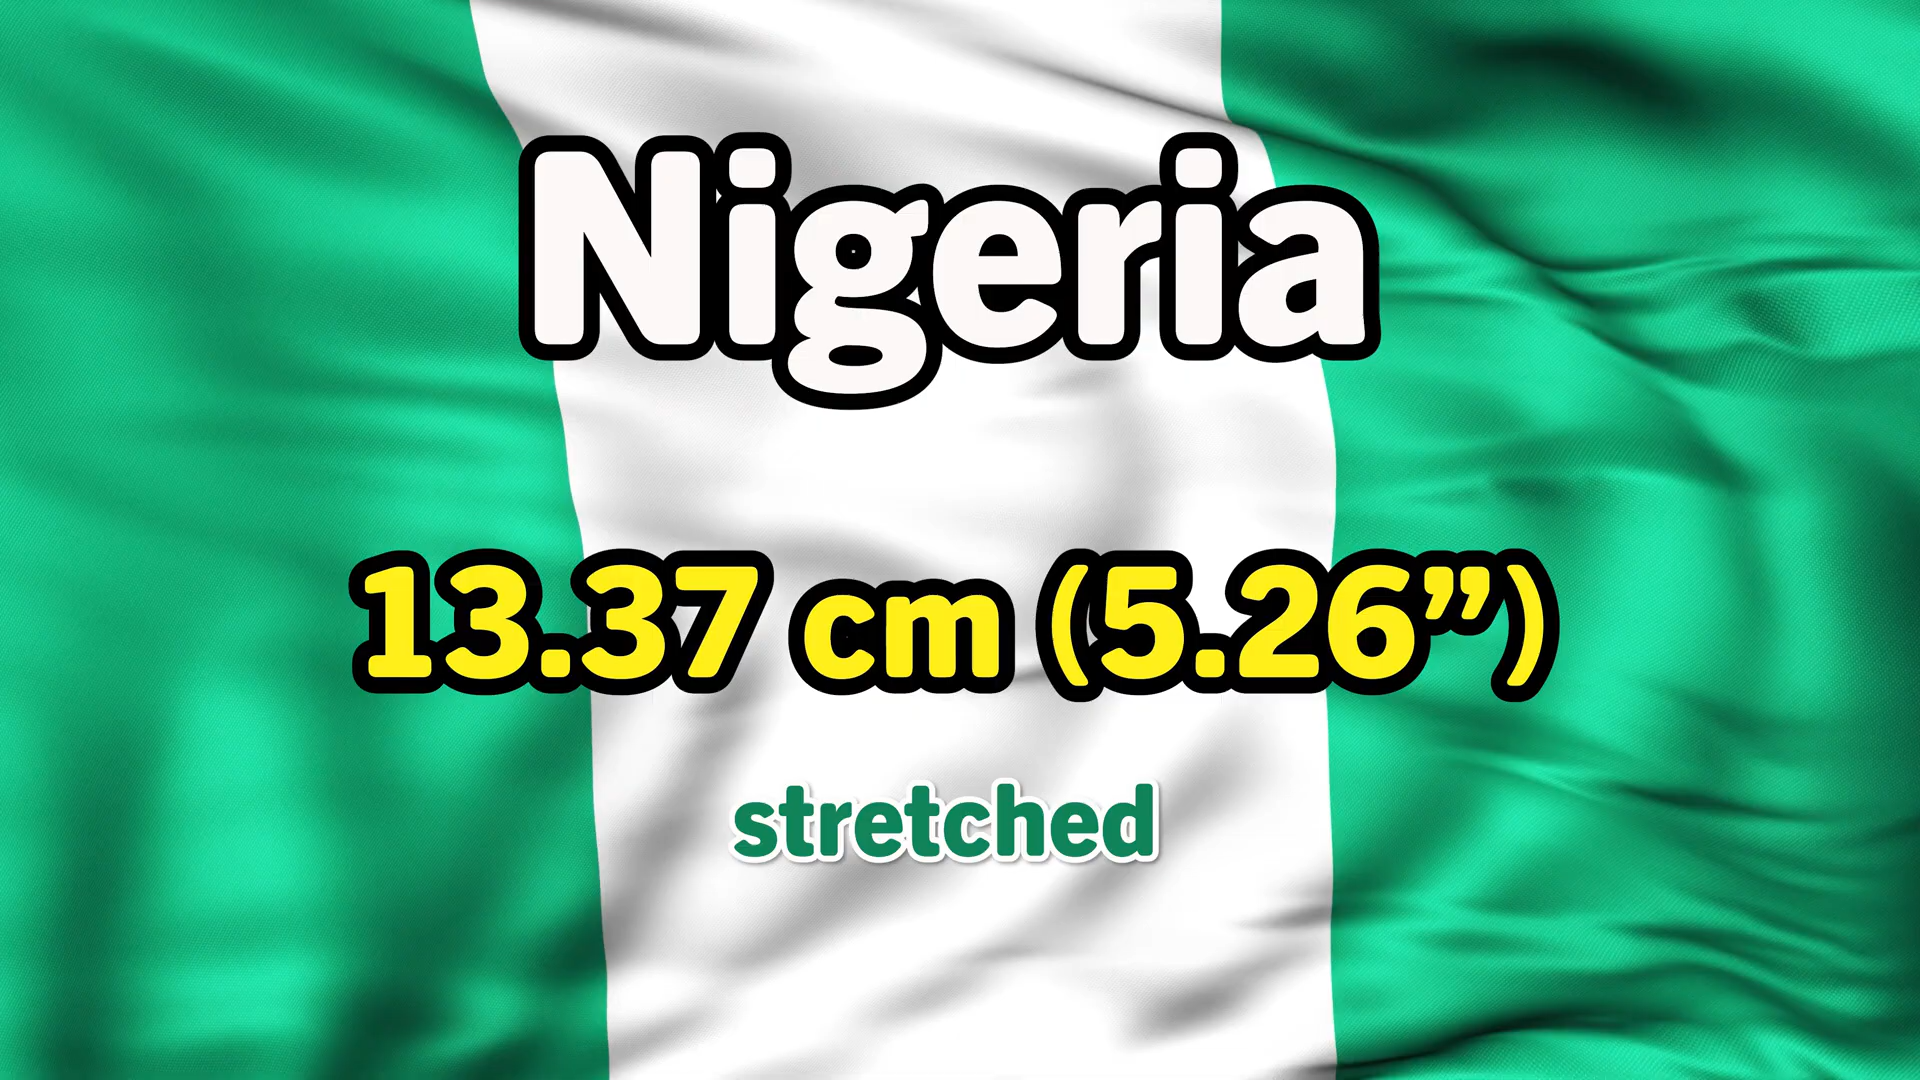 Nigeria
13.37 cm (5.26”)
stretched